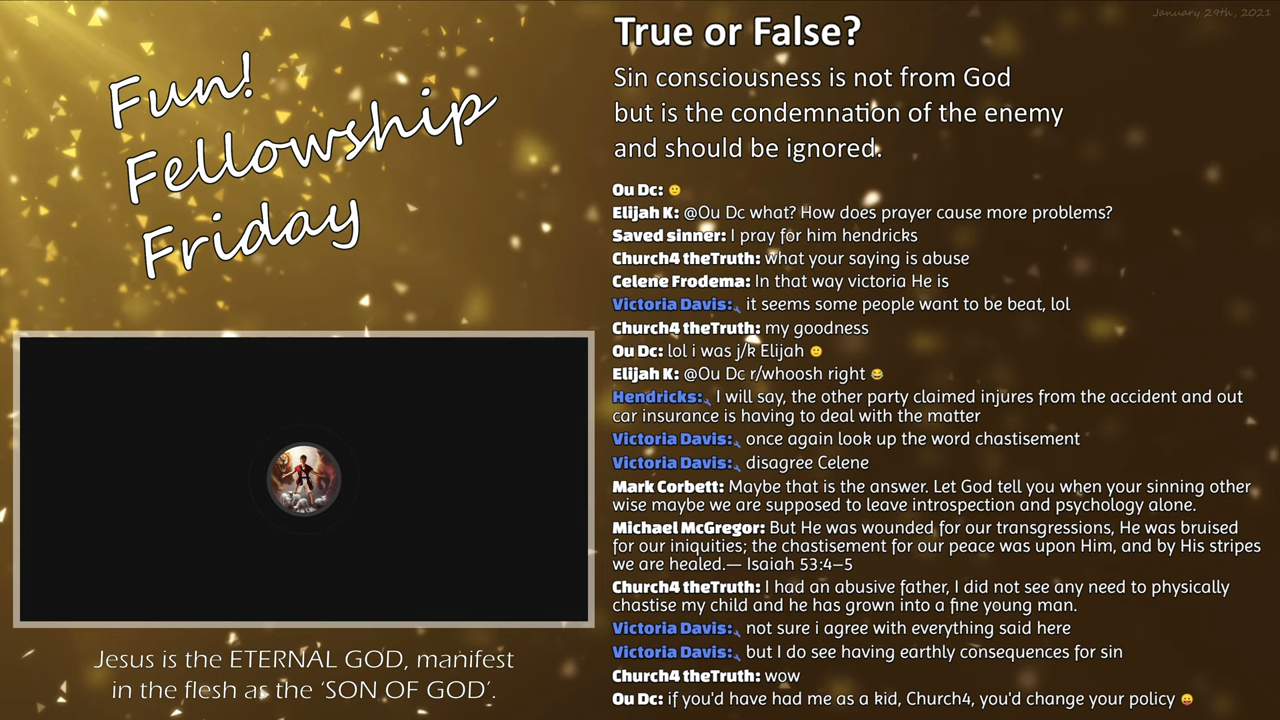 January 29th, 2021
Fun!
Fellowship
Friday
True or False?
Sin consciousness is not from God
but is the condemnation of the enemy
and should be ignored.
Ou Dc: 🙂
Elijah K: @Ou Dc what? How does prayer cause more problems?
Saved sinner: I pray for him hendricks
Church4 theTruth: what your saying is abuse
Celene Frodema: In that way victoria He is
Victoria Davis: it seems some people want to be beat, lol
Church4 theTruth: my goodness
Ou Dc: lol i was j/k Elijah 🙂
Elijah K: @Ou Dc r/whoosh right 😂
Hendricks: I will say, the other party claimed injures from the accident and out
car insurance is having to deal with the matter
Victoria Davis: once again look up the word chastisement
Victoria Davis: disagree Celene
Mark Corbett: Maybe that is the answer. Let God tell you when your sinning other
wise maybe we are supposed to leave introspection and psychology alone.
Michael McGregor: But He was wounded for our transgressions, He was bruised
for our iniquities; the chastisement for our peace was upon Him, and by His stripes
we are healed.— Isaiah 53:4–5
Church4 theTruth: I had an abusive father, I did not see any need to physically
chastise my child and he has grown into a fine young man.
Victoria Davis: not sure i agree with everything said here
Victoria Davis: but I do see having earthly consequences for sin
Church4 theTruth: wow
Ou Dc: if you'd have had me as a kid, Church4, you'd change your policy 😛
Jesus is the ETERNAL GOD, manifest
in the flesh as the ‘SON OF GOD’.